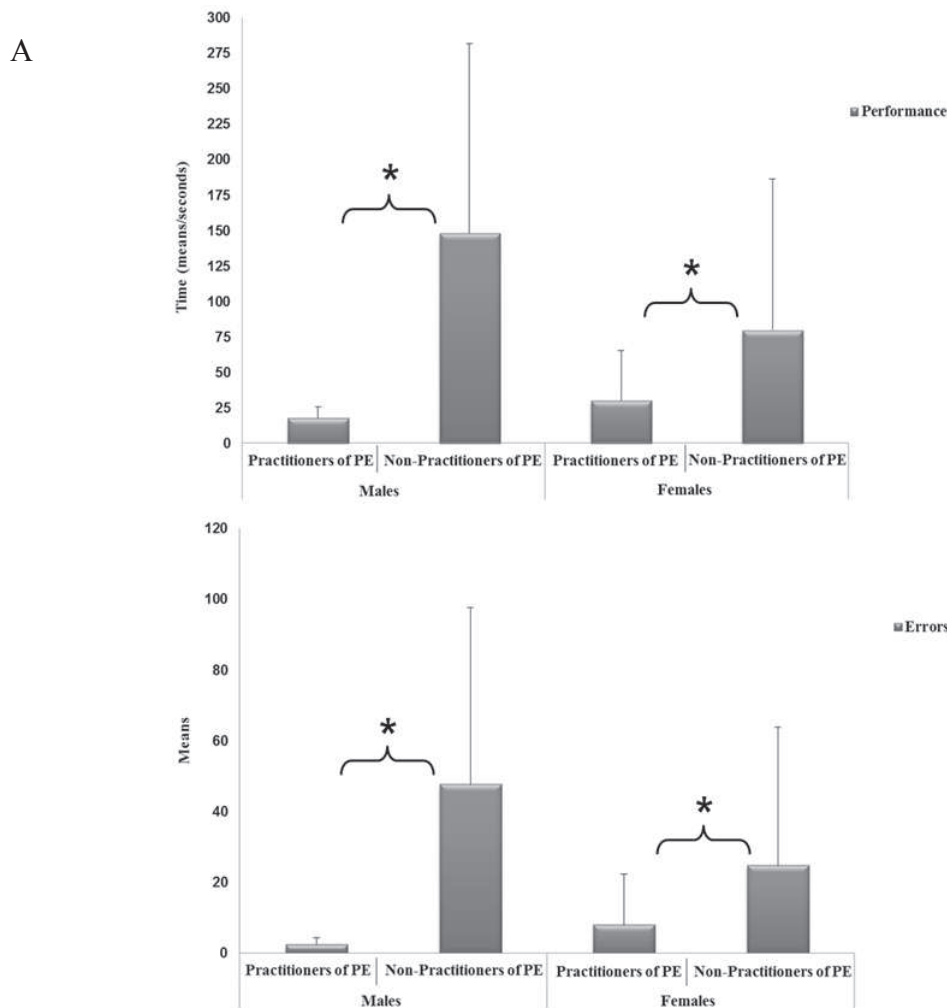 A
300
275
250
225
200
175
150
125
100
75
50
25
0
Time (means/seconds)
Performance
*
*
Practitioners of PE Non-Practitioners of PE Practitioners of PE Non-Practitioners of PE
Males Females
120
100
80
60
40
20
0
Means
Errors
*
*
Practitioners of PE Non-Practitioners of PE Practitioners of PE Non-Practitioners of PE
Males Females